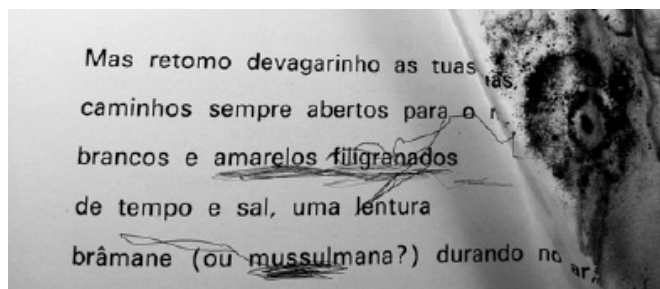 Mas retomo devagarinho as tuas
caminhos sempre abertos para o
brancos e amarelos filigranados
de tempo e sal, uma lentura
brâmane (ou mussulmana?) durando no ar,